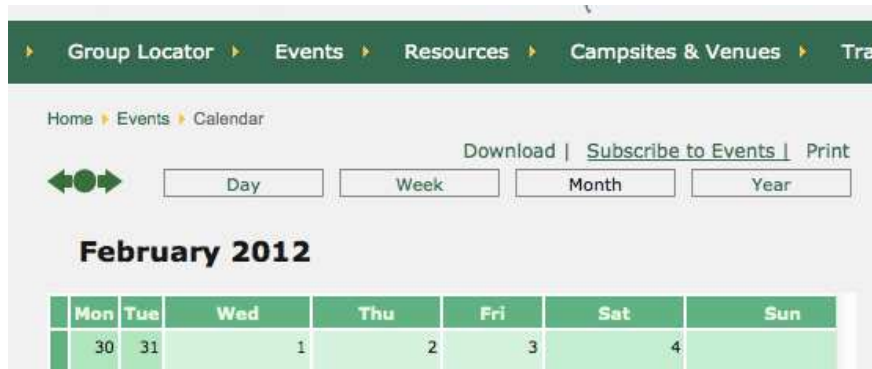 Group Locator Events Resources Campsites & Venues Tra
Home Events Calendar
Download | Subscribe to Events | Print
Day Week Month Year
February 2012
Mon Tue Wed Thu Fri Sat Sun
30 31 1 2 3 4